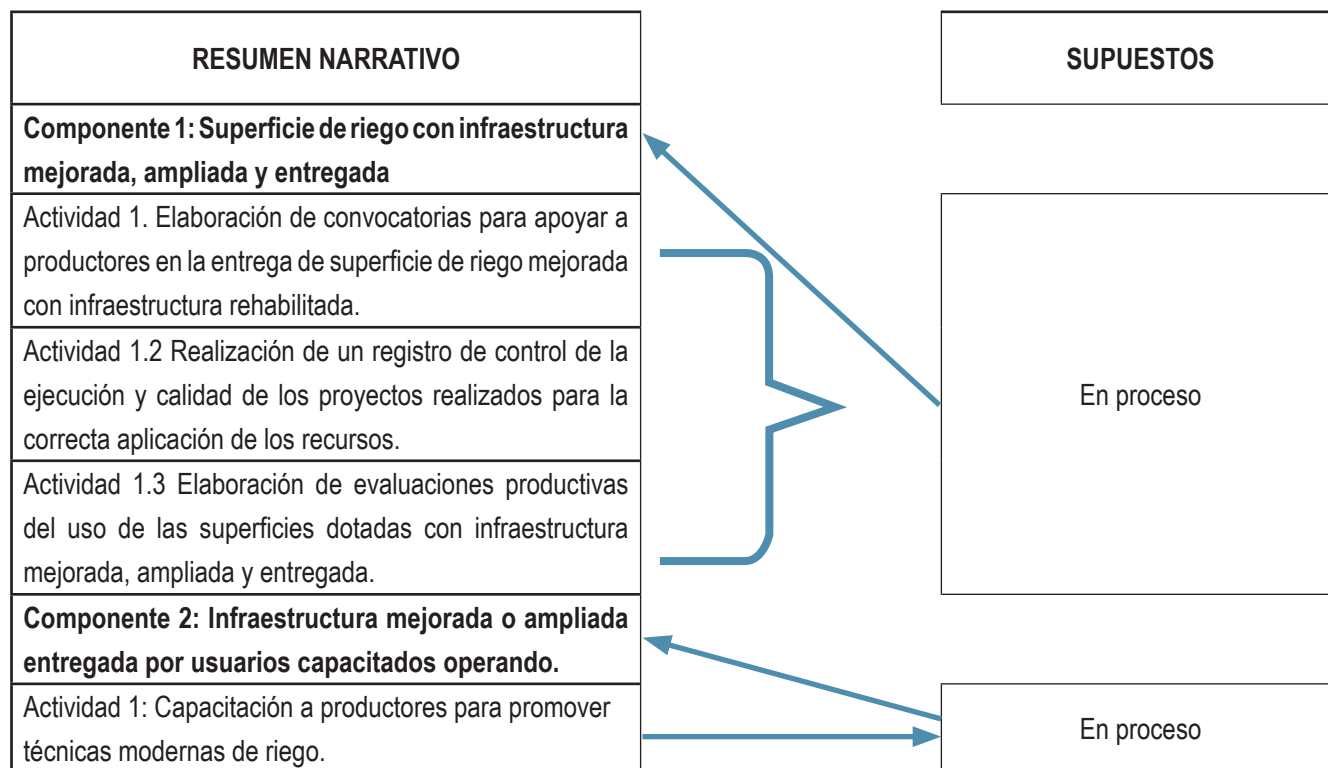 RESUMEN NARRATIVO
SUPUESTOS
Componente 1: Superficie de riego con infraestructura
mejorada, ampliada y entregada
Actividad 1. Elaboración de convocatorias para apoyar a
productores en la entrega de superficie de riego mejorada
con infraestructura rehabilitada.
Actividad 1.2 Realización de un registro de control de la
ejecución y calidad de los proyectos realizados para la
correcta aplicación de los recursos.
En proceso
Actividad 1.3 Elaboración de evaluaciones productivas
del uso de las superficies dotadas con infraestructura
mejorada, ampliada y entregada.
Componente 2: Infraestructura mejorada o ampliada
entregada por usuarios capacitados operando.
Actividad 1: Capacitación a productores para promover
técnicas modernas de riego.
En proceso